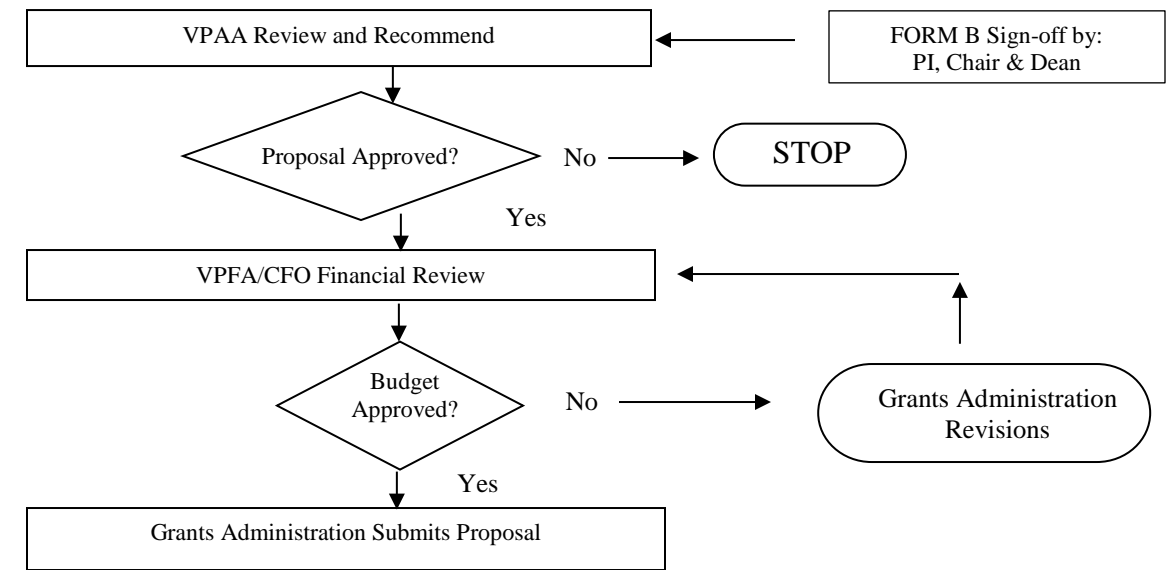 VPAA Review and Recommend
FORM B Sign-off by:
PI, Chair & Dean
Proposal Approved?
No
STOP
Yes
VPFA/CFO Financial Review
Budget
Approved?
No
Grants Administration
Revisions
Yes
Grants Administration Submits Proposal